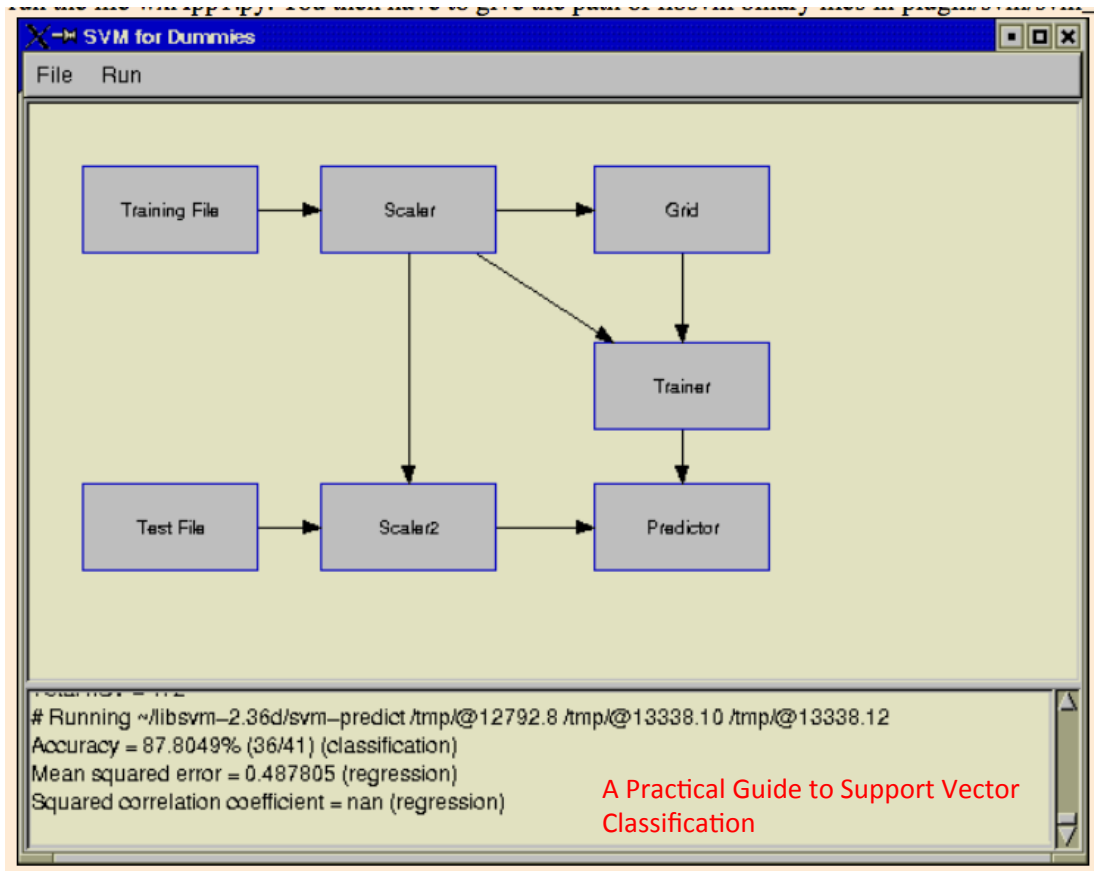 SVM for Dummies
File Run
Training File
Scaler
Grid
Trainer
Test File
Scaler2
Predictor
# Running ~/libsvm-2.36d/svm-predict /tmp/@12792.8 /tmp/@13338.10 /tmp/@13338.12
Accuracy = 87.8049% (36/41) (classification)
Mean squared error = 0.487805 (regression)
Squared correlation coefficient = nan (regression)
A Practical Guide to Support Vector
Classification